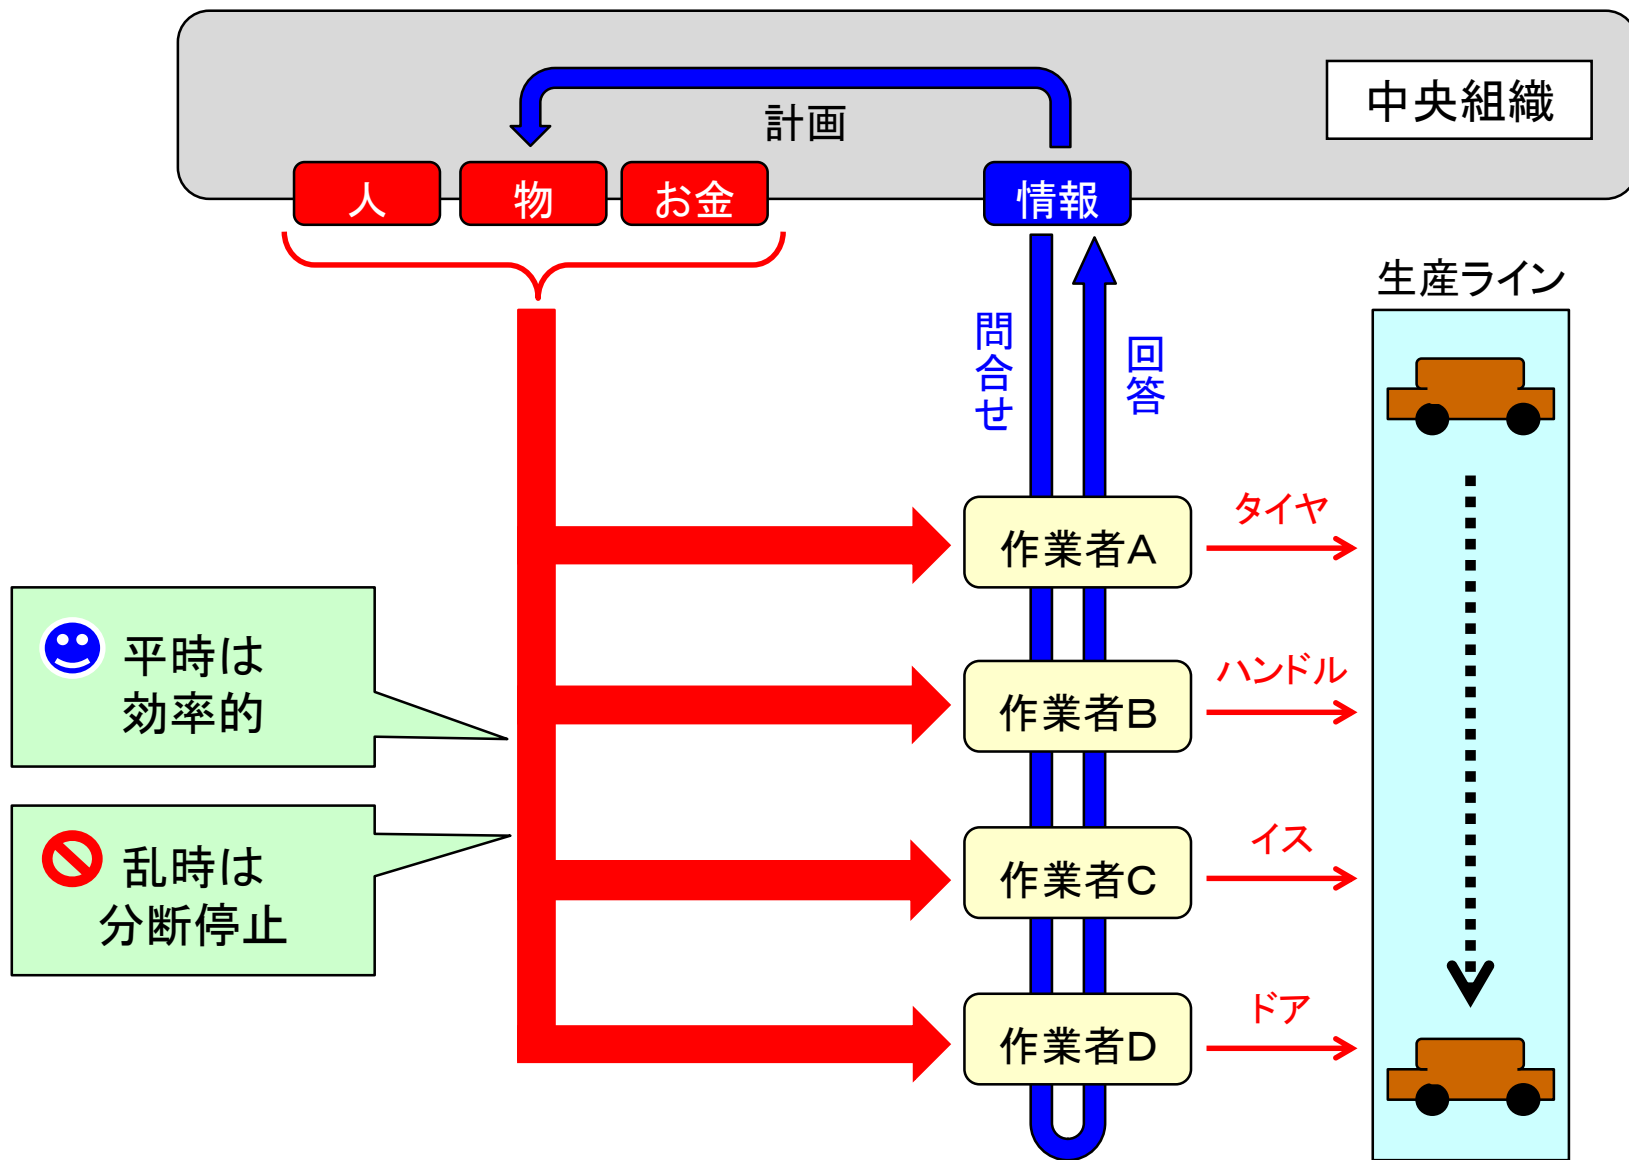 中央組織
計画
人
物
お金
情報
生産ライン
問合せ
回答
タイヤ
作業者A
平時は
効率的
ハンドル
作業者B
乱時は
分断停止
イス
作業者C
ドア
作業者D